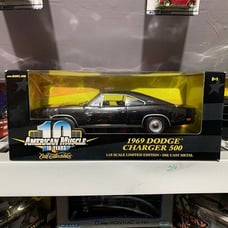 10
AMERICAN MUSCLE
10 YEARS
Ertl Collectibles
1969 DODGE
CHARGER 500
1:18 SCALE LIMITED EDITION · DIE CAST METAL